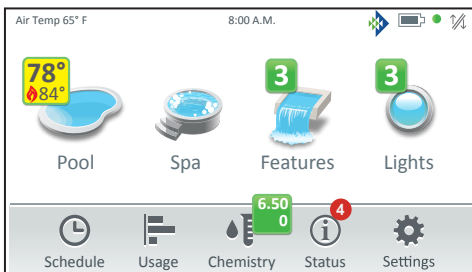 Air Temp 65° F 8:00 A.M.
78°
84°
3
3
Pool Spa Features Lights
6.50
0
4
Schedule Usage Chemistry Status Settings